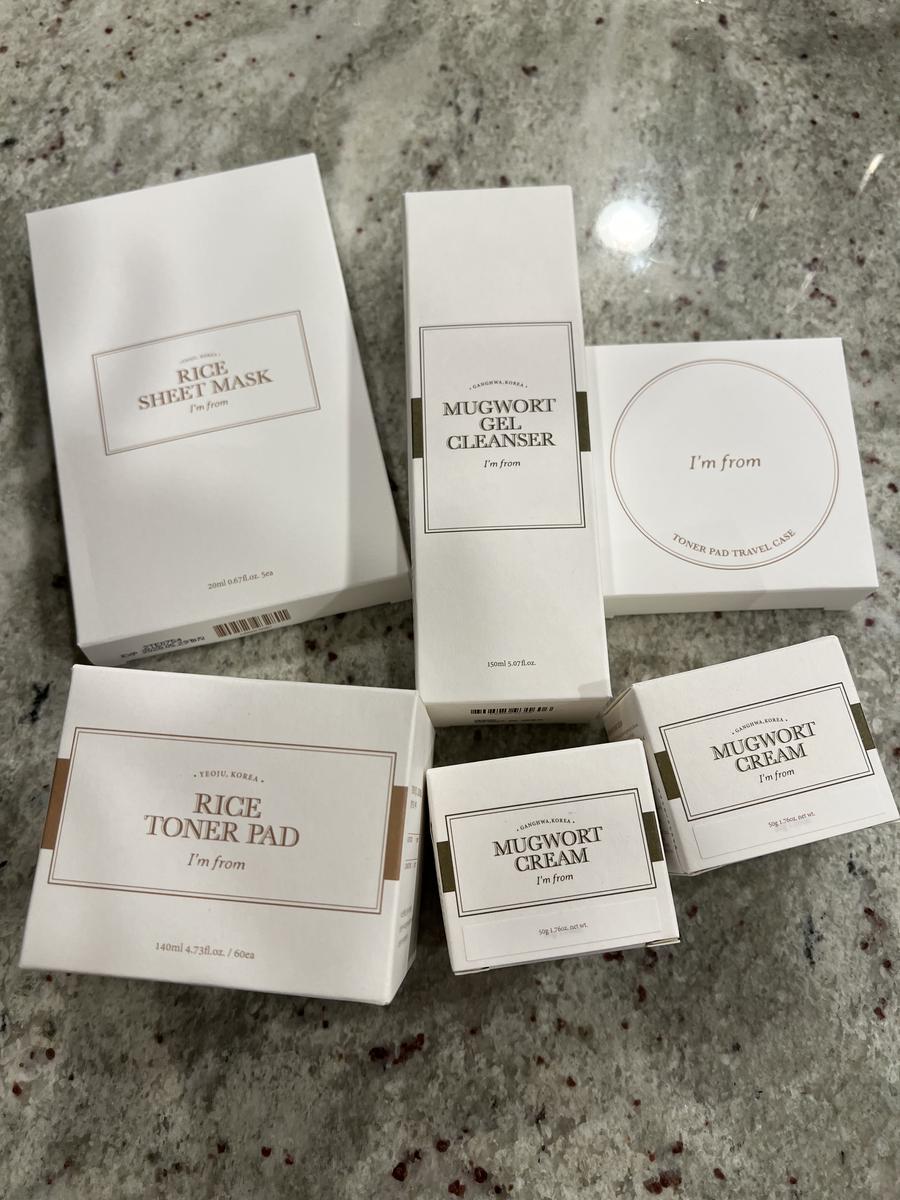 RICE
SHEET MASK
I'm from
20ml 0.67fl.oz. 5ea
• GANGHWA,KOREA •
MUGWORT
GEL
CLEANSER
I'm from
150ml 5.07fl.oz.
I'm from
TONER PAD TRAVEL CASE
• YEOJU, KOREA •
RICE
TONER PAD
I'm from
140ml 4.73fl.oz. / 60ea
• GANGHWA,KOREA •
MUGWORT
CREAM
I'm from
50g 1.76oz. net wt.
• GANGHWA,KOREA •
MUGWORT
CREAM
I'm from
50g 1.76oz. net wt.